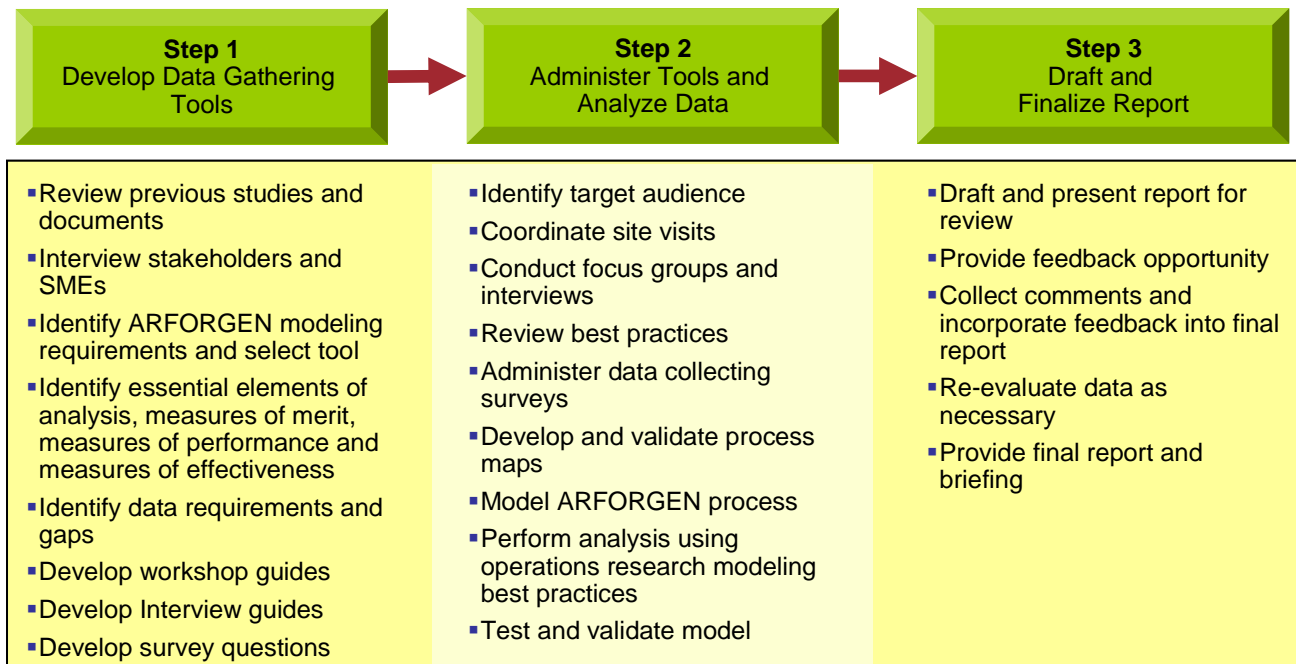 Step 1
Develop Data Gathering
Tools
Step 2
Administer Tools and
Analyze Data
Step 3
Draft and
Finalize Report
▪Review previous studies and
documents
▪Interview stakeholders and
SMEs
▪Identify ARFORGEN modeling
requirements and select tool
▪Identify essential elements of
analysis, measures of merit,
measures of performance and
measures of effectiveness
▪Identify data requirements and
gaps
▪Develop workshop guides
▪Develop Interview guides
▪Develop survey questions
▪Identify target audience
▪Coordinate site visits
▪Conduct focus groups and
interviews
▪Review best practices
▪Administer data collecting
surveys
▪Develop and validate process
maps
▪Model ARFORGEN process
▪Perform analysis using
operations research modeling
best practices
▪Test and validate model
▪Draft and present report for
review
▪Provide feedback opportunity
▪Collect comments and
incorporate feedback into final
report
▪Re-evaluate data as
necessary
▪Provide final report and
briefing